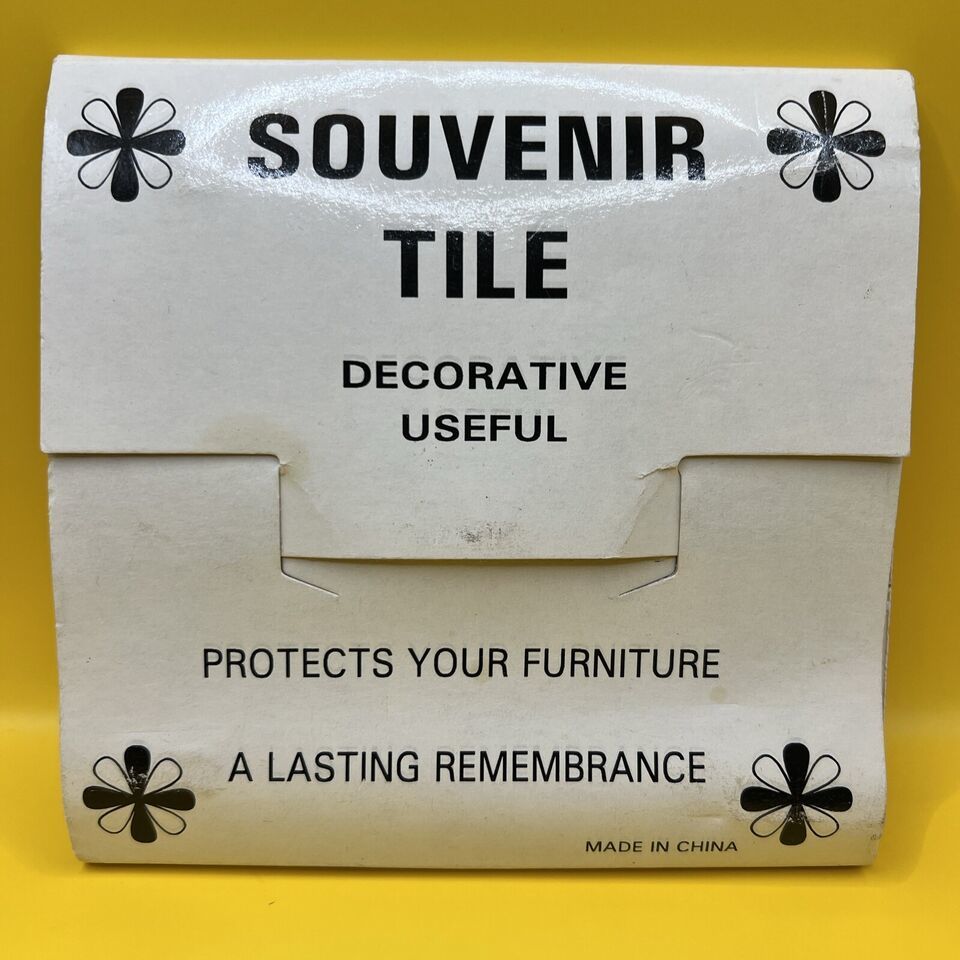 SOUVENIR
TILE
DECORATIVE
USEFUL
PROTECTS YOUR FURNITURE
A LASTING REMEMBRANCE
MADE IN CHINA